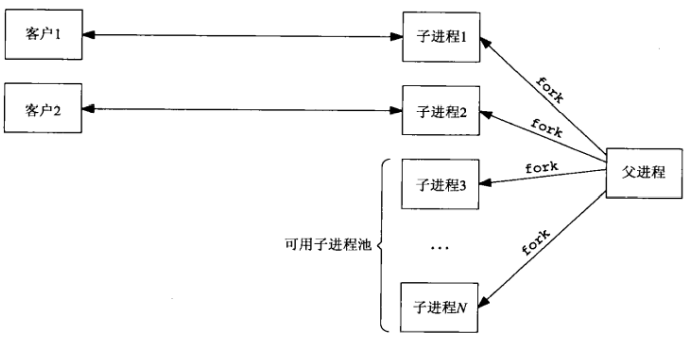 客户1
子进程1
fork
客户2
子进程2
fork
子进程3
fork
父进程
可用子进程池
...
fork
子进程N